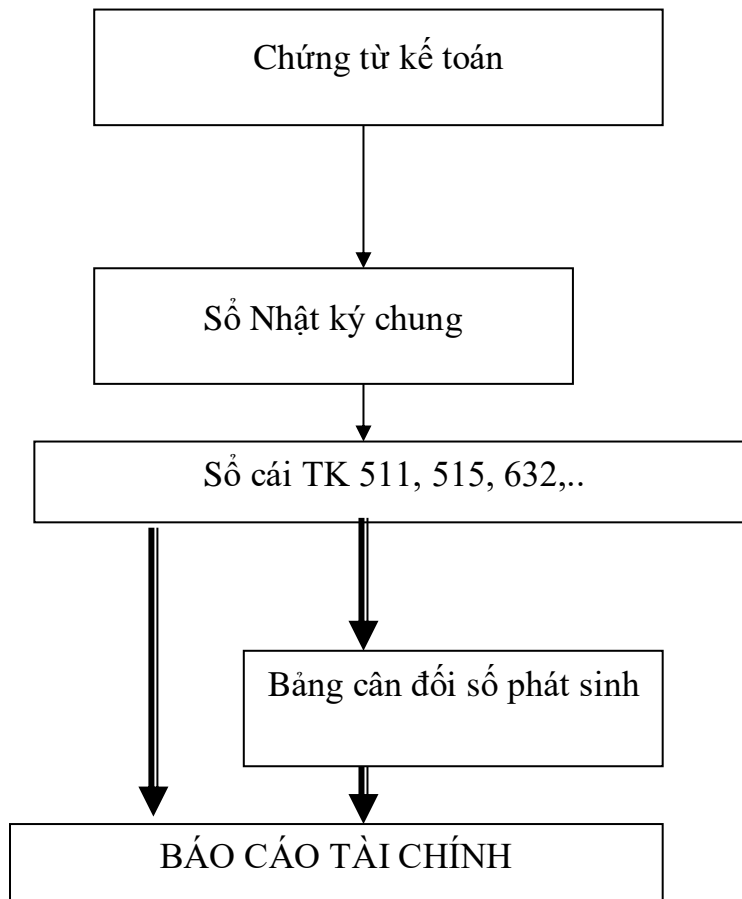 Chứng từ kế toán
Sổ Nhật ký chung
Sổ cái TK 511, 515, 632,..
Bảng cân đối số phát sinh
BÁO CÁO TÀI CHÍNH